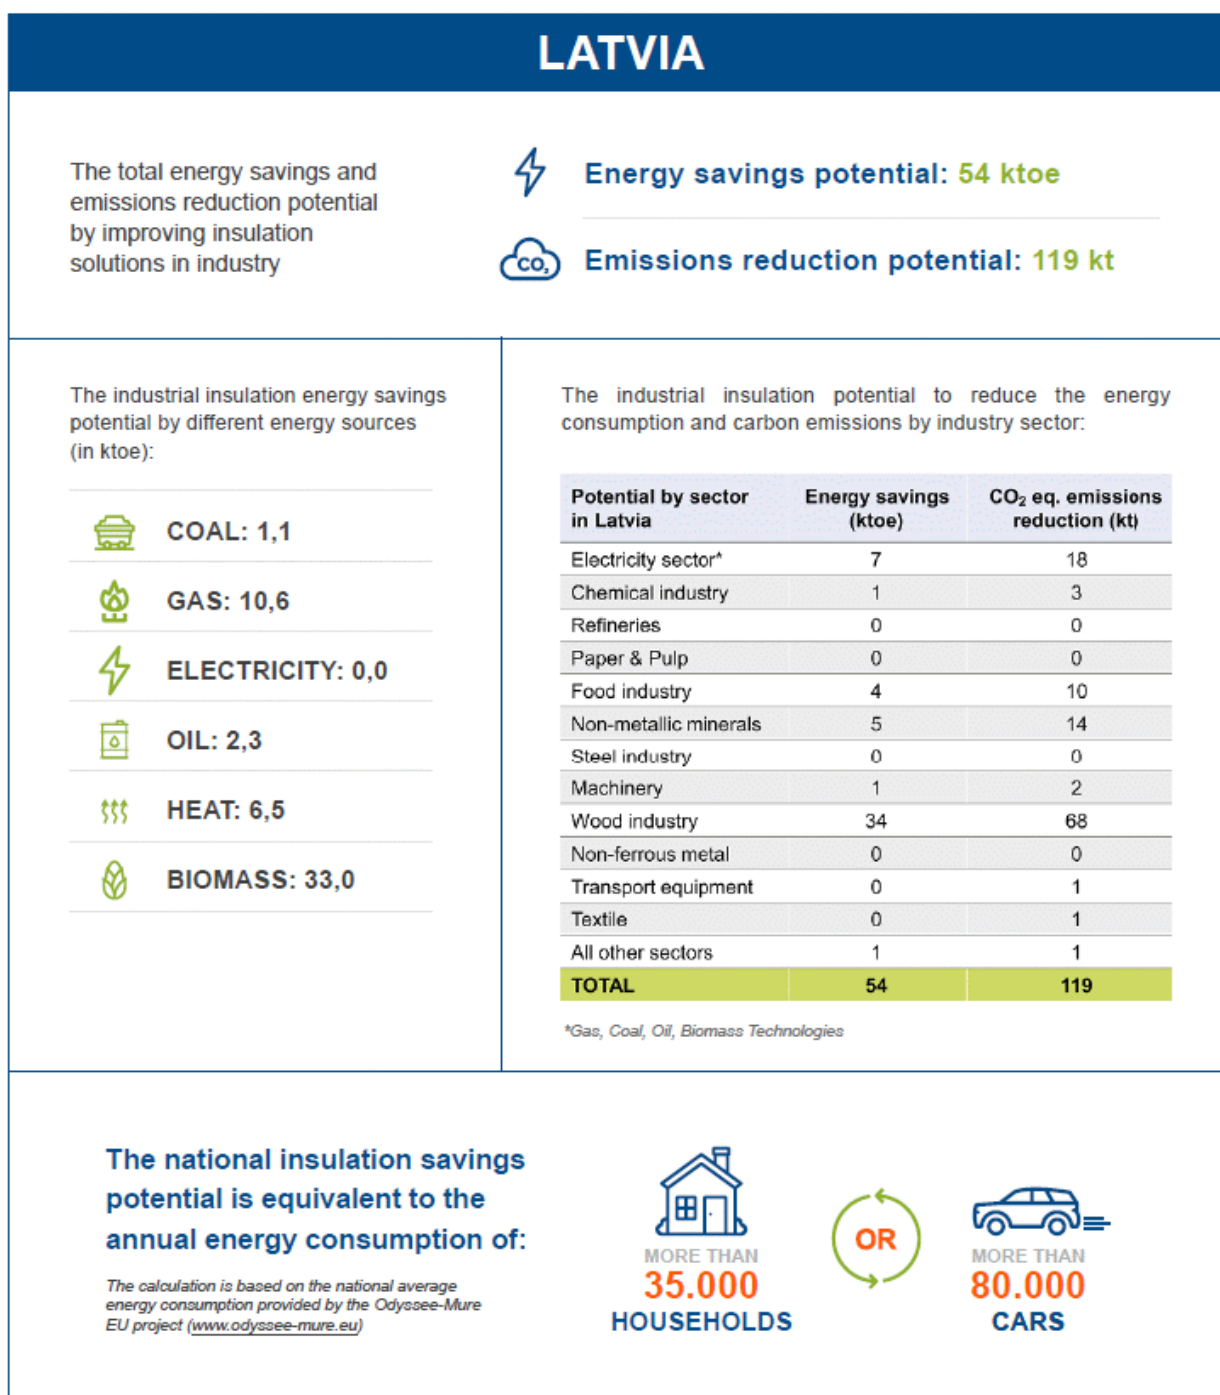 LATVIA
The total energy savings and
emissions reduction potential
by improving insulation
solutions in industry
Energy savings potential: 54 ktoe
CO₂
Emissions reduction potential: 119 kt
The industrial insulation energy savings
potential by different energy sources
(in ktoe):
COAL: 1,1
GAS: 10,6
ELECTRICITY: 0,0
OIL: 2,3
HEAT: 6,5
BIOMASS: 33,0
The industrial insulation potential to reduce the energy
consumption and carbon emissions by industry sector:
Potential by sector in Latvia Energy savings (ktoe) CO₂ eq. emissions reduction (kt)
Electricity sector* 7 18
Chemical industry 1 3
Refineries 0 0
Paper & Pulp 0 0
Food industry 4 10
Non-metallic minerals 5 14
Steel industry 0 0
Machinery 1 2
Wood industry 34 68
Non-ferrous metal 0 0
Transport equipment 0 1
Textile 0 1
All other sectors 1 1
TOTAL 54 119
*Gas, Coal, Oil, Biomass Technologies
The national insulation savings
potential is equivalent to the
annual energy consumption of:
The calculation is based on the national average
energy consumption provided by the Odyssee-Mure
EU project (www.odyssee-mure.eu)
MORE THAN
35.000
HOUSEHOLDS
OR
MORE THAN
80.000
CARS